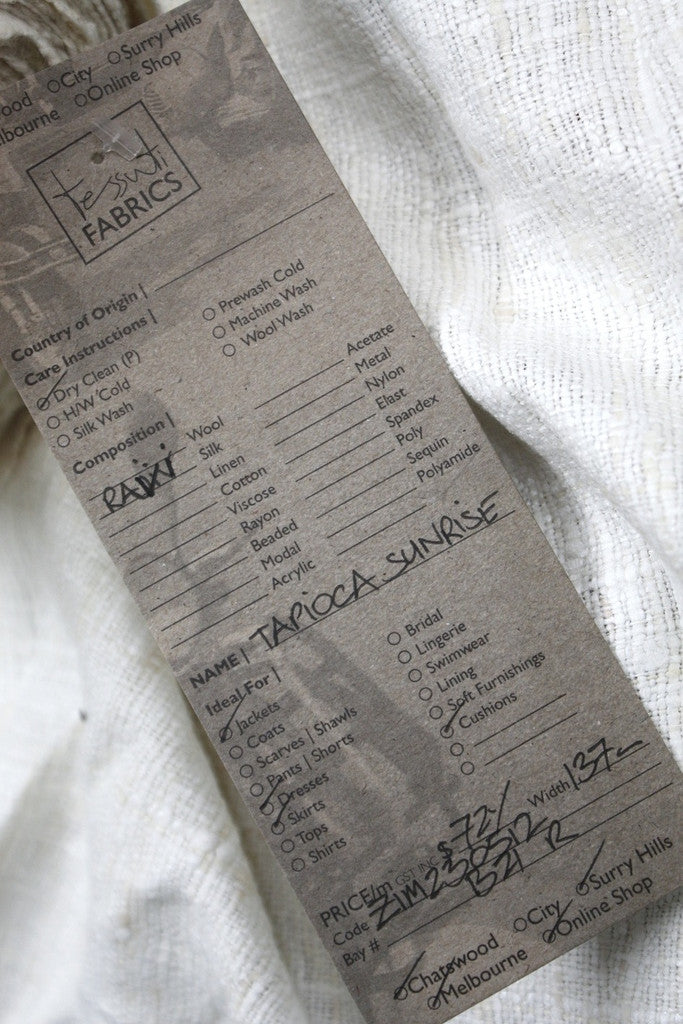 ood ○City ○Surry Hills
lbourne ○Online Shop
Tessuti
FABRICS
Country of Origin |
Care Instructions |
Dry Clean (P)
○ H/W Cold
○ Silk Wash
○ Prewash Cold
○ Machine Wash
○ Wool Wash
Composition |
Wool
RAW Silk
Linen
Cotton
Viscose
Rayon
Beaded
Modal
Acrylic
Acetate
Metal
Nylon
Elast
Spandex
Poly
Sequin
Polyamide
NAME | TAPIOCA SUNRISE
Ideal For |
Jackets
○ Coats
○ Scarves | Shawls
○ Pants | Shorts
Dresses
Skirts
○ Tops
○ Shirts
○ Bridal
○ Lingerie
○ Swimwear
○ Lining
○ Soft Furnishings
Cushions
PRICE/m GST INC $72/ Width 137
Code ZIM230512
Bay # B21 R
Chatswood ○City Surry Hills
Melbourne Online Shop